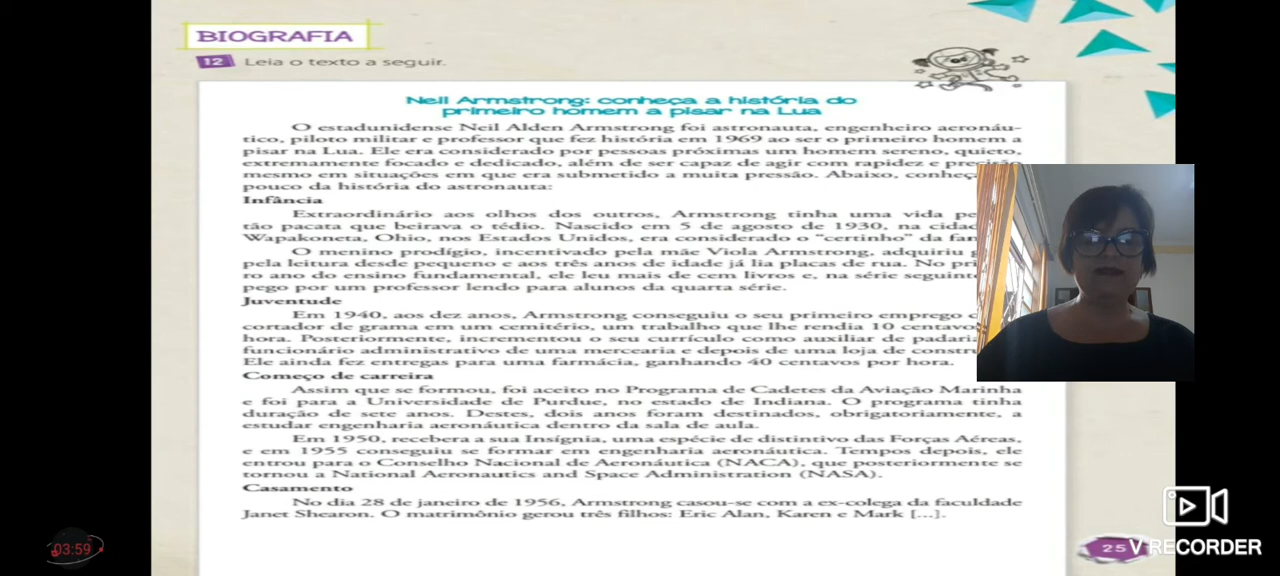 BIOGRAFIA
12 Leia o texto a seguir.
Neil Armstrong: conheça a história do
primeiro homem a pisar na Lua
O estadunidense Neil Alden Armstrong foi astronauta, engenheiro aeronáu-
tico, piloto militar e professor que fez história em 1969 ao ser o primeiro homem a
pisar na Lua. Ele era considerado por pessoas próximas um homem sereno, quieto,
extremamente focado e dedicado, além de ser capaz de agir com rapidez e precisão
mesmo em situações em que era submetido a muita pressão. Abaixo, conheça
pouco da história do astronauta:
Infância
Extraordinário aos olhos dos outros, Armstrong tinha uma vida
tão pacata que beirava o tédio. Nascido em 5 de agosto de 1930, na
Wapakoneta, Ohio, nos Estados Unidos, era considerado o "certinho" da
O menino prodígio, incentivado pela mãe Viola Armstrong, adquiriu
pela leitura desde pequeno e aos três anos de idade já lia placas de rua. No
ro ano do ensino fundamental, ele leu mais de cem livros e, na série
pego por um professor lendo para alunos da quarta série.
Juventude
Em 1940, aos dez anos, Armstrong conseguiu o seu primeiro emprego
cortador de grama em um cemitério, um trabalho que lhe rendia 10
hora. Posteriormente, incrementou o seu currículo como auxiliar de
funcionário administrativo de uma mercearia e depois de uma loja de
Ele ainda fez entregas para uma farmácia, ganhando 40 centavos por hora.
Começo de carreira
Assim que se formou, foi aceito no Programa de Cadetes da Aviação Marinha
e foi para a Universidade de Purdue, no estado de Indiana. O programa tinha
duração de sete anos. Destes, dois anos foram destinados, obrigatoriamente, a
estudar engenharia aeronáutica dentro da sala de aula.
Em 1950, recebera a sua Insígnia, uma espécie de distintivo das Forças Aéreas,
e em 1955 conseguiu se formar em engenharia aeronáutica. Tempos depois, ele
entrou para o Conselho Nacional de Aeronáutica (NACA), que posteriormente se
tornou a National Aeronautics and Space Administration (NASA).
Casamento
No dia 28 de janeiro de 1956, Armstrong casou-se com a ex-colega da faculdade
Janet Shearon. O matrimônio gerou três filhos: Eric Alan, Karen e Mark [...].
03:59
25
V RECORDER